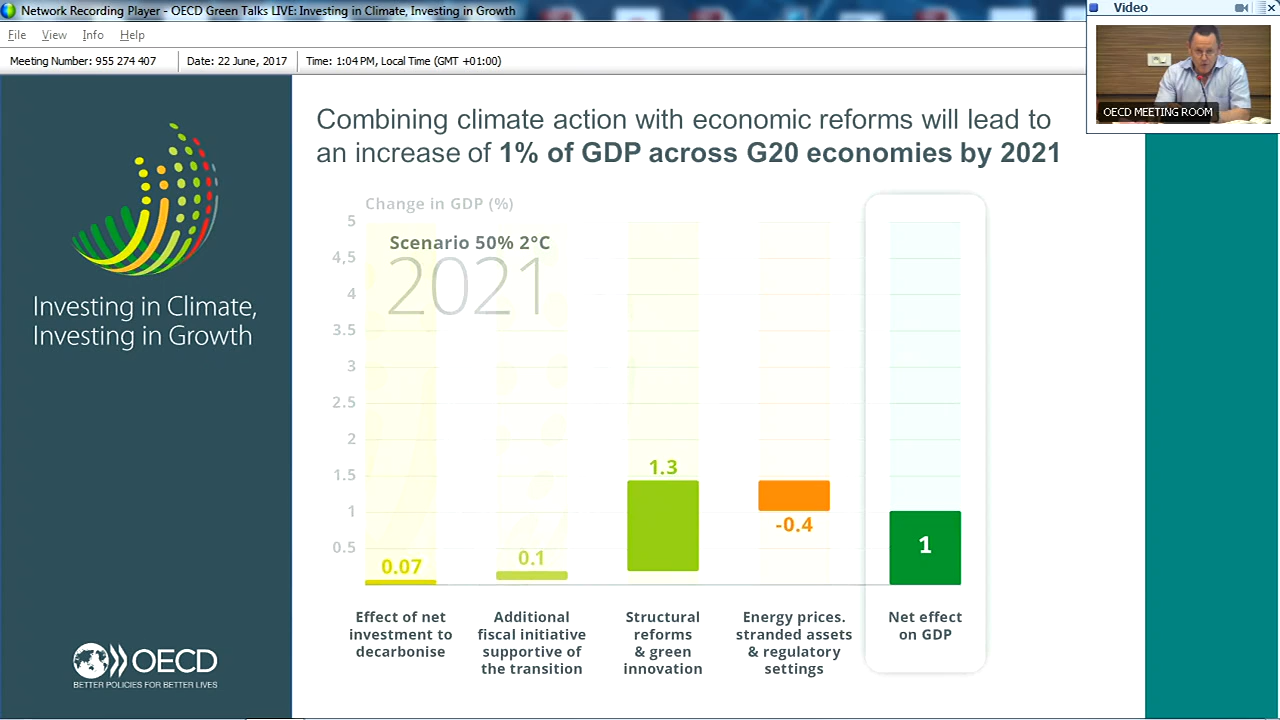 Network Recording Player - OECD Green Talks LIVE: Investing in Climate, Investing in Growth
File View Info Help
Meeting Number: 955 274 407 Date: 22 June, 2017 Time: 1:04 PM, Local Time (GMT +01:00)
Video
OECD MEETING ROOM
Investing in Climate,
Investing in Growth
OECD
BETTER POLICIES FOR BETTER LIVES
Combining climate action with economic reforms will lead to
an increase of 1% of GDP across G20 economies by 2021
Change in GDP (%)
Scenario 50% 2°C
2021
5
4,5
4
3.5
3
2.5
2
1.5
1
0.5
0.07
0.1
1.3
-0.4
1
Effect of net
investment to
decarbonise
Additional
fiscal initiative
supportive of
the transition
Structural
reforms
& green
innovation
Energy prices.
stranded assets
& regulatory
settings
Net effect
on GDP